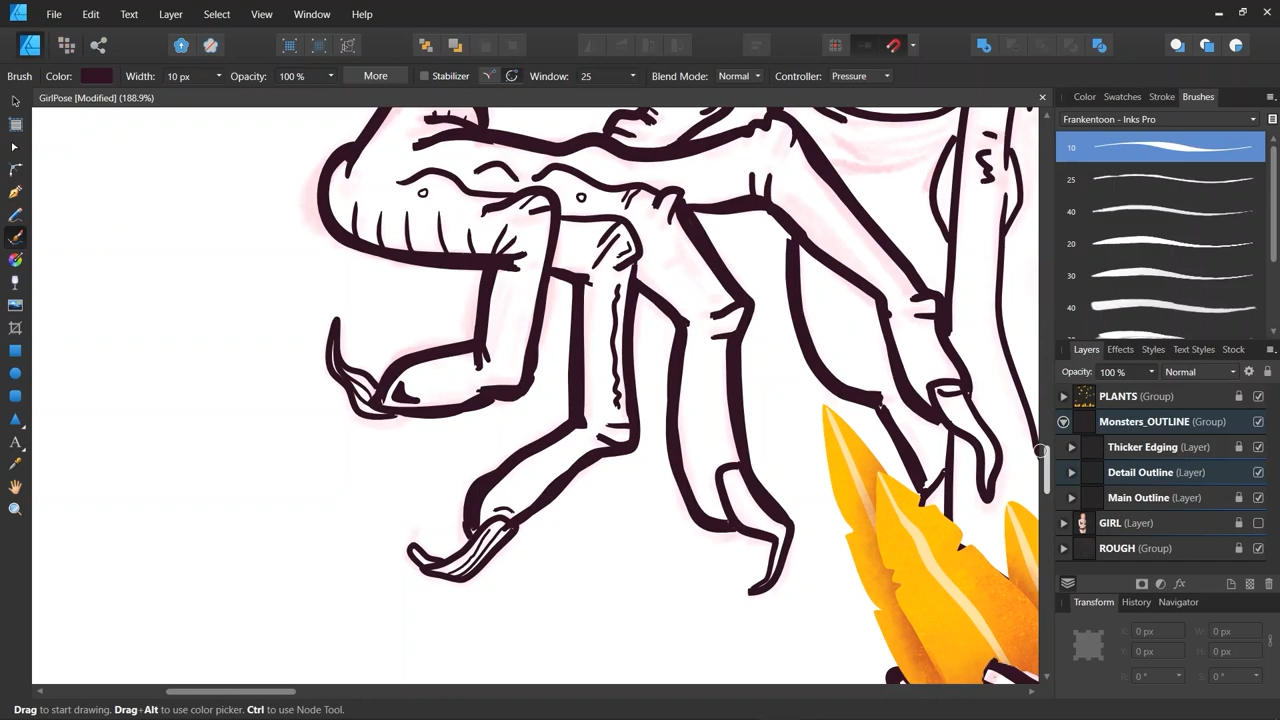 File Edit Text Layer Select View Window Help
Brush Color: Width: 10 px Opacity: 100 % More Stabilizer Window: 25 Blend Mode: Normal Controller: Pressure
GirlPose [Modified] (188.9%)
Color Swatches Stroke Brushes
Frankentoon - Inks Pro
10
25
40
20
30
40
Layers Effects Styles Text Styles Stock
Opacity: 100 % Normal
PLANTS (Group)
Monsters_OUTLINE (Group)
Thicker Edging (Layer)
Detail Outline (Layer)
Main Outline (Layer)
GIRL (Layer)
ROUGH (Group)
fx
Transform History Navigator
X: 0 px W: 0 px
Y: 0 px H: 0 px
R: 0 ° S: 0 °
Drag to start drawing. Drag+Alt to use color picker. Ctrl to use Node Tool.